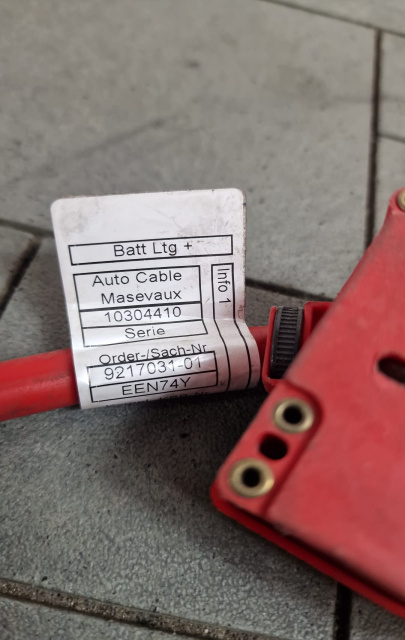 Batt Ltg +
Auto Cable
Masevaux
Info 1
10304410
Serie
Order-/Sach-Nr
9217031-01
EEN74Y